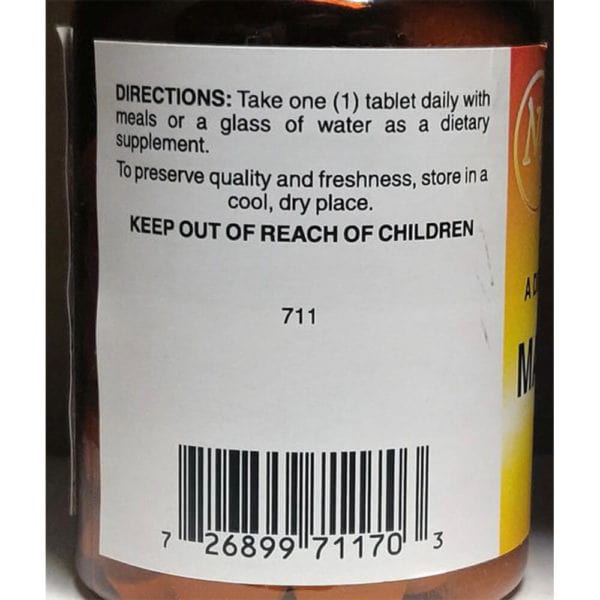 DIRECTIONS: Take one (1) tablet daily with
meals or a glass of water as a dietary
supplement.
To preserve quality and freshness, store in a
cool, dry place.
KEEP OUT OF REACH OF CHILDREN
711
7 26899 71170 3